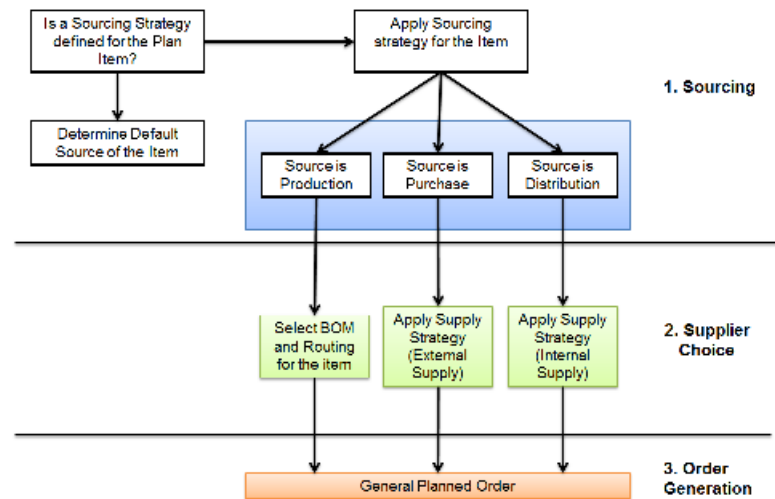 Is a Sourcing Strategy
defined for the Plan
Item?
Apply Sourcing
strategy for the Item
1. Sourcing
Determine Default
Source of the Item
Source is
Production
Source is
Purchase
Source is
Distribution
Select BOM
and Routing
for the item
Apply Supply
Strategy
(External
Supply)
Apply Supply
Strategy
(Internal
Supply)
2. Supplier
Choice
General Planned Order
3. Order
Generation